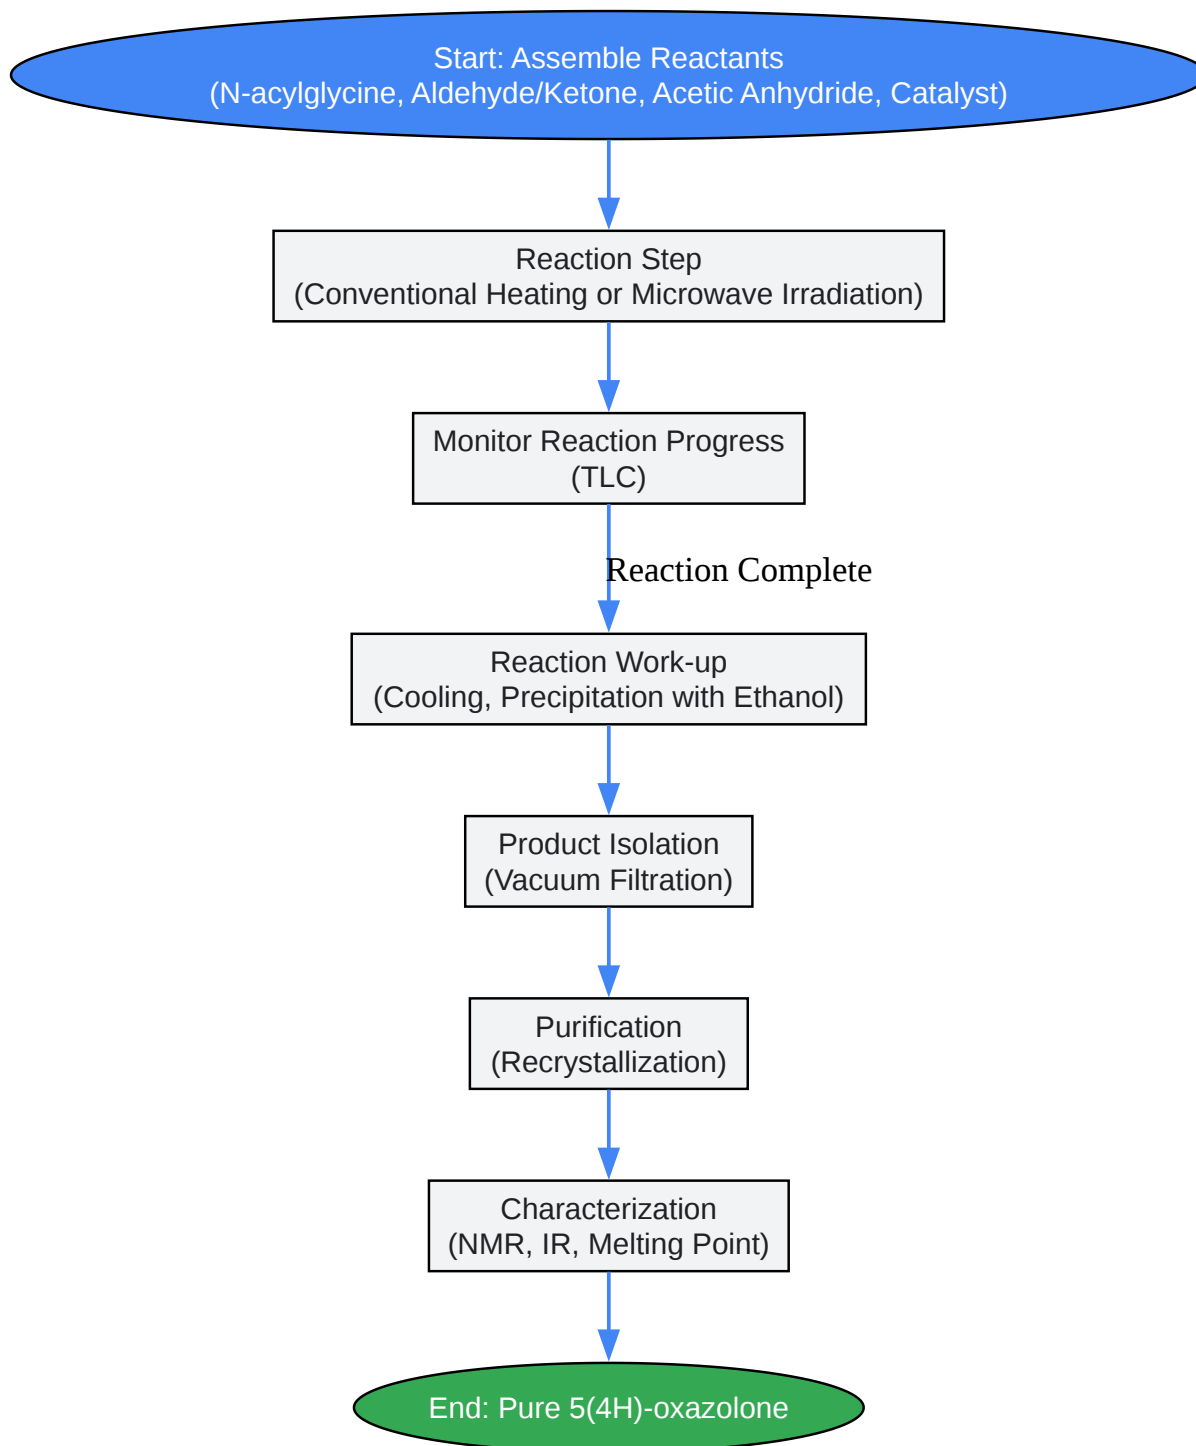 Start: Assemble Reactants
(N-acylglycine, Aldehyde/Ketone, Acetic Anhydride, Catalyst)
Reaction Step
(Conventional Heating or Microwave Irradiation)
Monitor Reaction Progress
(TLC)
Reaction Complete
Reaction Work-up
(Cooling, Precipitation with Ethanol)
Product Isolation
(Vacuum Filtration)
Purification
(Recrystallization)
Characterization
(NMR, IR, Melting Point)
End: Pure 5(4H)-oxazolone